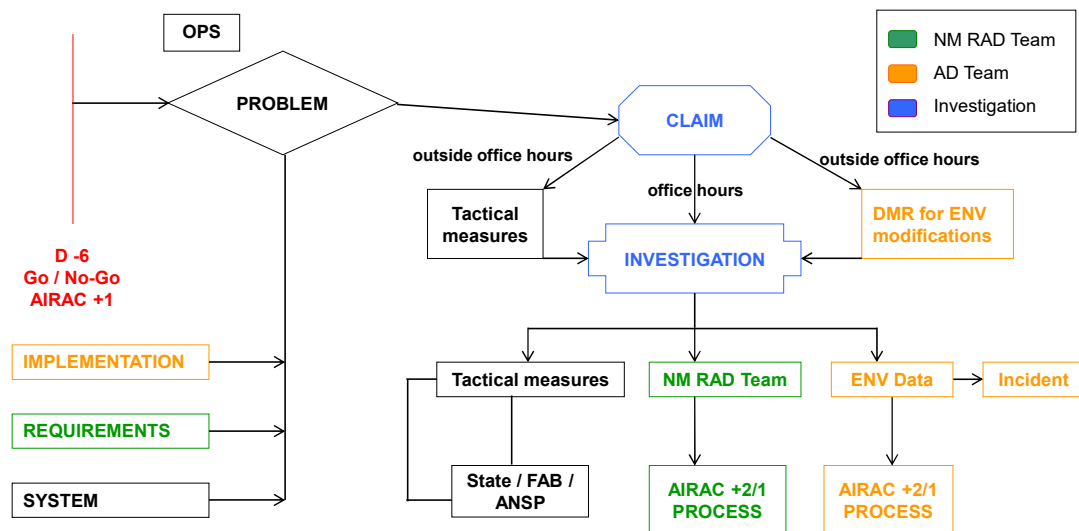 OPS
NM RAD Team
AD Team
Investigation
PROBLEM
CLAIM
outside office hours
outside office hours
office hours
Tactical
measures
DMR for ENV
modifications
INVESTIGATION
D -6
Go / No-Go
AIRAC +1
IMPLEMENTATION
REQUIREMENTS
SYSTEM
Tactical measures
NM RAD Team
ENV Data
Incident
State / FAB /
ANSP
AIRAC +2/1
PROCESS
AIRAC +2/1
PROCESS